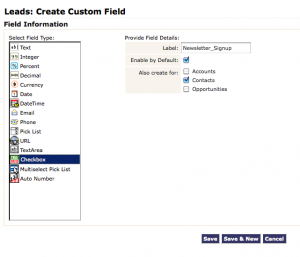 Leads: Create Custom Field
Field Information
Select Field Type:
Text
Integer
Percent
Decimal
Currency
Date
DateTime
Email
Phone
Pick List
URL
TextArea
Checkbox
Multiselect Pick List
Auto Number
Provide Field Details:
Label: Newsletter_Signup
Enable by Default:
Also create for: Accounts
Contacts
Opportunities
Save Save & New Cancel